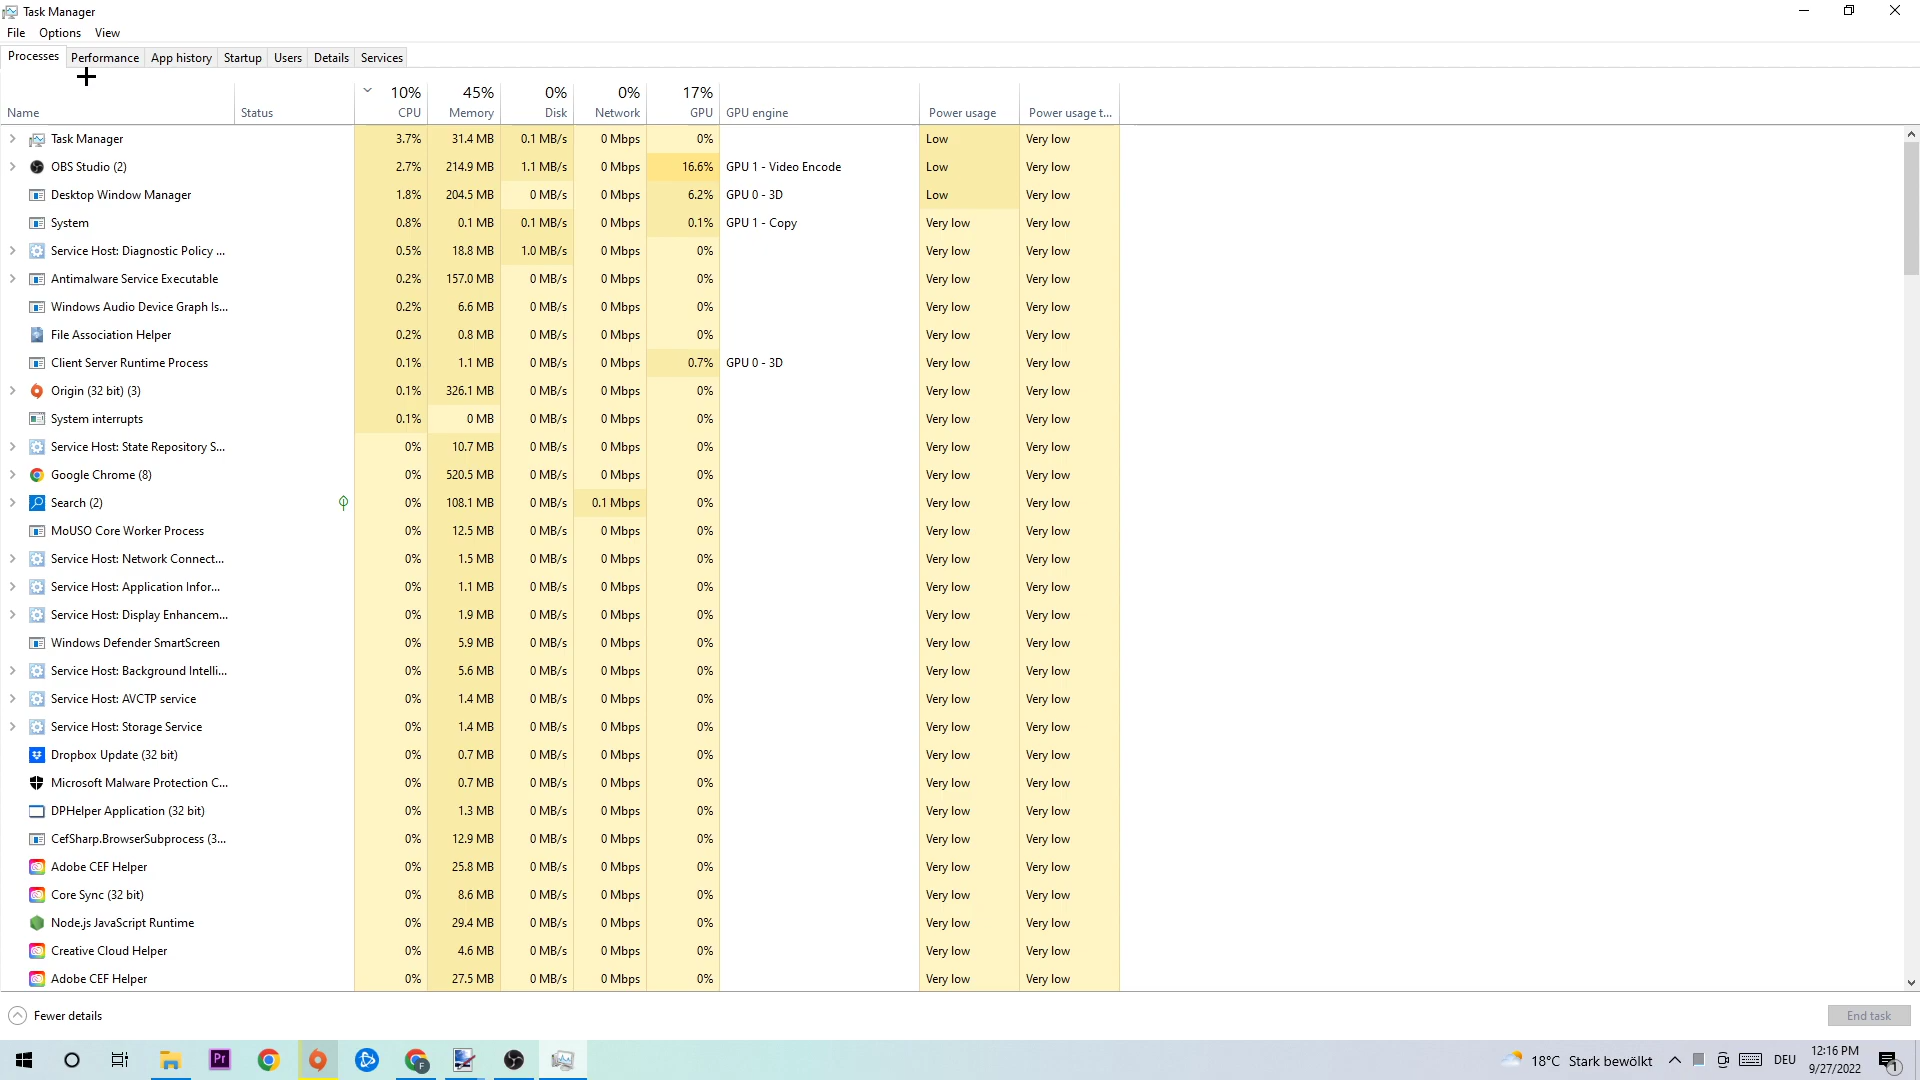 Task Manager
File Options View
Processes Performance App history Startup Users Details Services
10% 45% 0% 0% 17%
Name Status CPU Memory Disk Network GPU GPU engine Power usage Power usage t...
Task Manager 3.7% 31.4 MB 0.1 MB/s 0 Mbps 0% Low Very low
OBS Studio (2) 2.7% 214.9 MB 1.1 MB/s 0 Mbps 16.6% GPU 1 - Video Encode Low Very low
Desktop Window Manager 1.8% 204.5 MB 0 MB/s 0 Mbps 6.2% GPU 0 - 3D Low Very low
System 0.8% 0.1 MB 0.1 MB/s 0 Mbps 0.1% GPU 1 - Copy Very low Very low
Service Host: Diagnostic Policy ... 0.5% 18.8 MB 1.0 MB/s 0 Mbps 0% Very low Very low
Antimalware Service Executable 0.2% 157.0 MB 0 MB/s 0 Mbps 0% Very low Very low
Windows Audio Device Graph Is... 0.2% 6.6 MB 0 MB/s 0 Mbps 0% Very low Very low
File Association Helper 0.2% 0.8 MB 0 MB/s 0 Mbps 0% Very low Very low
Client Server Runtime Process 0.1% 1.1 MB 0 MB/s 0 Mbps 0.7% GPU 0 - 3D Very low Very low
Origin (32 bit) (3) 0.1% 326.1 MB 0 MB/s 0 Mbps 0% Very low Very low
System interrupts 0.1% 0 MB 0 MB/s 0 Mbps 0% Very low Very low
Service Host: State Repository S... 0% 10.7 MB 0 MB/s 0 Mbps 0% Very low Very low
Google Chrome (8) 0% 520.5 MB 0 MB/s 0 Mbps 0% Very low Very low
Search (2) 0% 108.1 MB 0 MB/s 0.1 Mbps 0% Very low Very low
MoUSO Core Worker Process 0% 12.5 MB 0 MB/s 0 Mbps 0% Very low Very low
Service Host: Network Connect... 0% 1.5 MB 0 MB/s 0 Mbps 0% Very low Very low
Service Host: Application Infor... 0% 1.1 MB 0 MB/s 0 Mbps 0% Very low Very low
Service Host: Display Enhancem... 0% 1.9 MB 0 MB/s 0 Mbps 0% Very low Very low
Windows Defender SmartScreen 0% 5.9 MB 0 MB/s 0 Mbps 0% Very low Very low
Service Host: Background Intelli... 0% 5.6 MB 0 MB/s 0 Mbps 0% Very low Very low
Service Host: AVCTP service 0% 1.4 MB 0 MB/s 0 Mbps 0% Very low Very low
Service Host: Storage Service 0% 1.4 MB 0 MB/s 0 Mbps 0% Very low Very low
Dropbox Update (32 bit) 0% 0.7 MB 0 MB/s 0 Mbps 0% Very low Very low
Microsoft Malware Protection C... 0% 0.7 MB 0 MB/s 0 Mbps 0% Very low Very low
DPHelper Application (32 bit) 0% 1.3 MB 0 MB/s 0 Mbps 0% Very low Very low
CefSharp.BrowserSubprocess (3... 0% 12.9 MB 0 MB/s 0 Mbps 0% Very low Very low
Adobe CEF Helper 0% 25.8 MB 0 MB/s 0 Mbps 0% Very low Very low
Core Sync (32 bit) 0% 8.6 MB 0 MB/s 0 Mbps 0% Very low Very low
Node.js JavaScript Runtime 0% 29.4 MB 0 MB/s 0 Mbps 0% Very low Very low
Creative Cloud Helper 0% 4.6 MB 0 MB/s 0 Mbps 0% Very low Very low
Adobe CEF Helper 0% 27.5 MB 0 MB/s 0 Mbps 0% Very low Very low
Fewer details End task
Pr F 18°C Stark bewölkt DEU 12:16 PM 1
9/27/2022